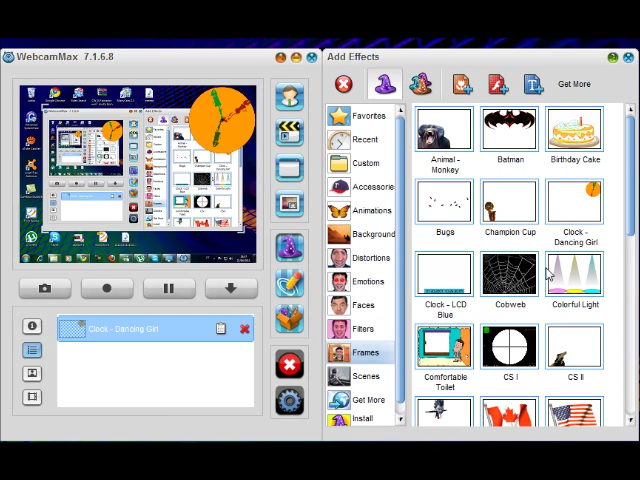 WebcamMax 7.1.6.8
Add Effects
Get More
Favorites
Recent
Custom
Accessorie
Animations
Background
Distortions
Emotions
Faces
Filters
Frames
Scenes
Get More
Install
Animal -
Monkey
Batman
Birthday Cake
Bugs
Champion Cup
Clock -
Dancing Girl
Clock - LCD
Blue
Cobweb
Colorful Light
Comfortable
Toilet
CS I
CS II
Clock - Dancing Girl